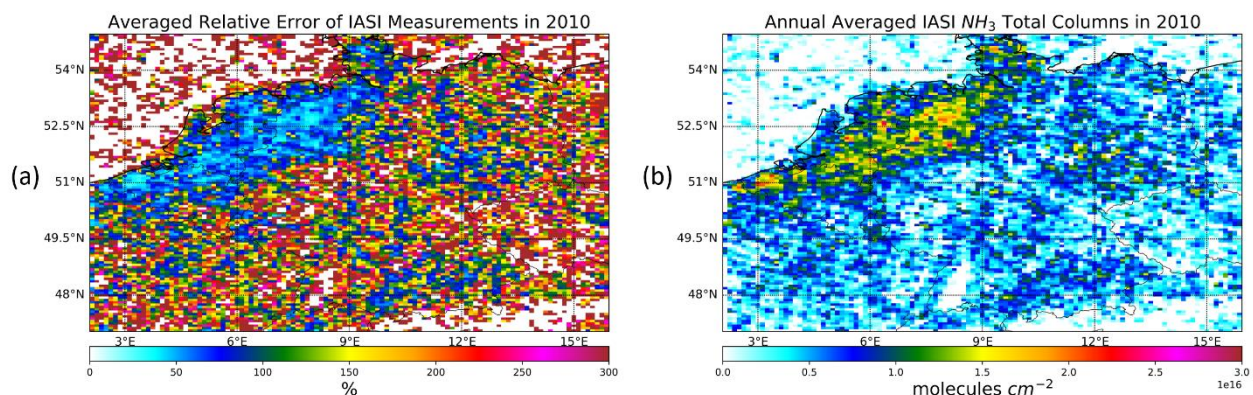 Averaged Relative Error of IASI Measurements in 2010
(a)
54°N
52.5°N
51°N
49.5°N
48°N
3°E 6°E 9°E 12°E 15°E
0 50 100 150 200 250 300
%
Annual Averaged IASI NH₃ Total Columns in 2010
(b)
54°N
52.5°N
51°N
49.5°N
48°N
3°E 6°E 9°E 12°E 15°E
0.0 0.5 1.0 1.5 2.0 2.5 3.0
1e16
molecules cm⁻²